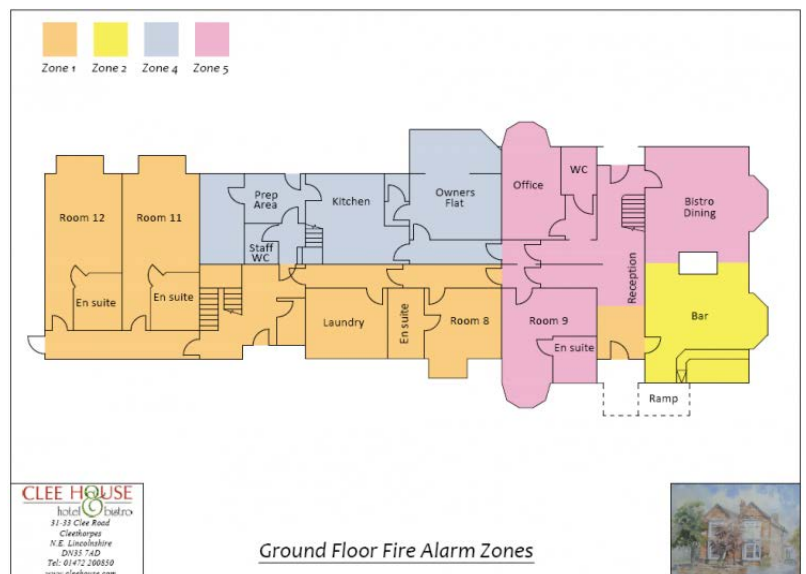 Zone 1 Zone 2 Zone 4 Zone 5
Room 12
Room 11
Prep
Area
Kitchen
Owners
Flat
Office
WC
Bistro
Dining
Staff
WC
En suite
En suite
Laundry
En suite
Room 8
Room 9
En suite
Reception
Bar
Ramp
CLEE HOUSE
hotel & bistro
31-33 Clee Road
Cleethorpes
N.E. Lincolnshire
DN35 7AD
Tel: 01472 200850
www.cleehouse.com
Ground Floor Fire Alarm Zones